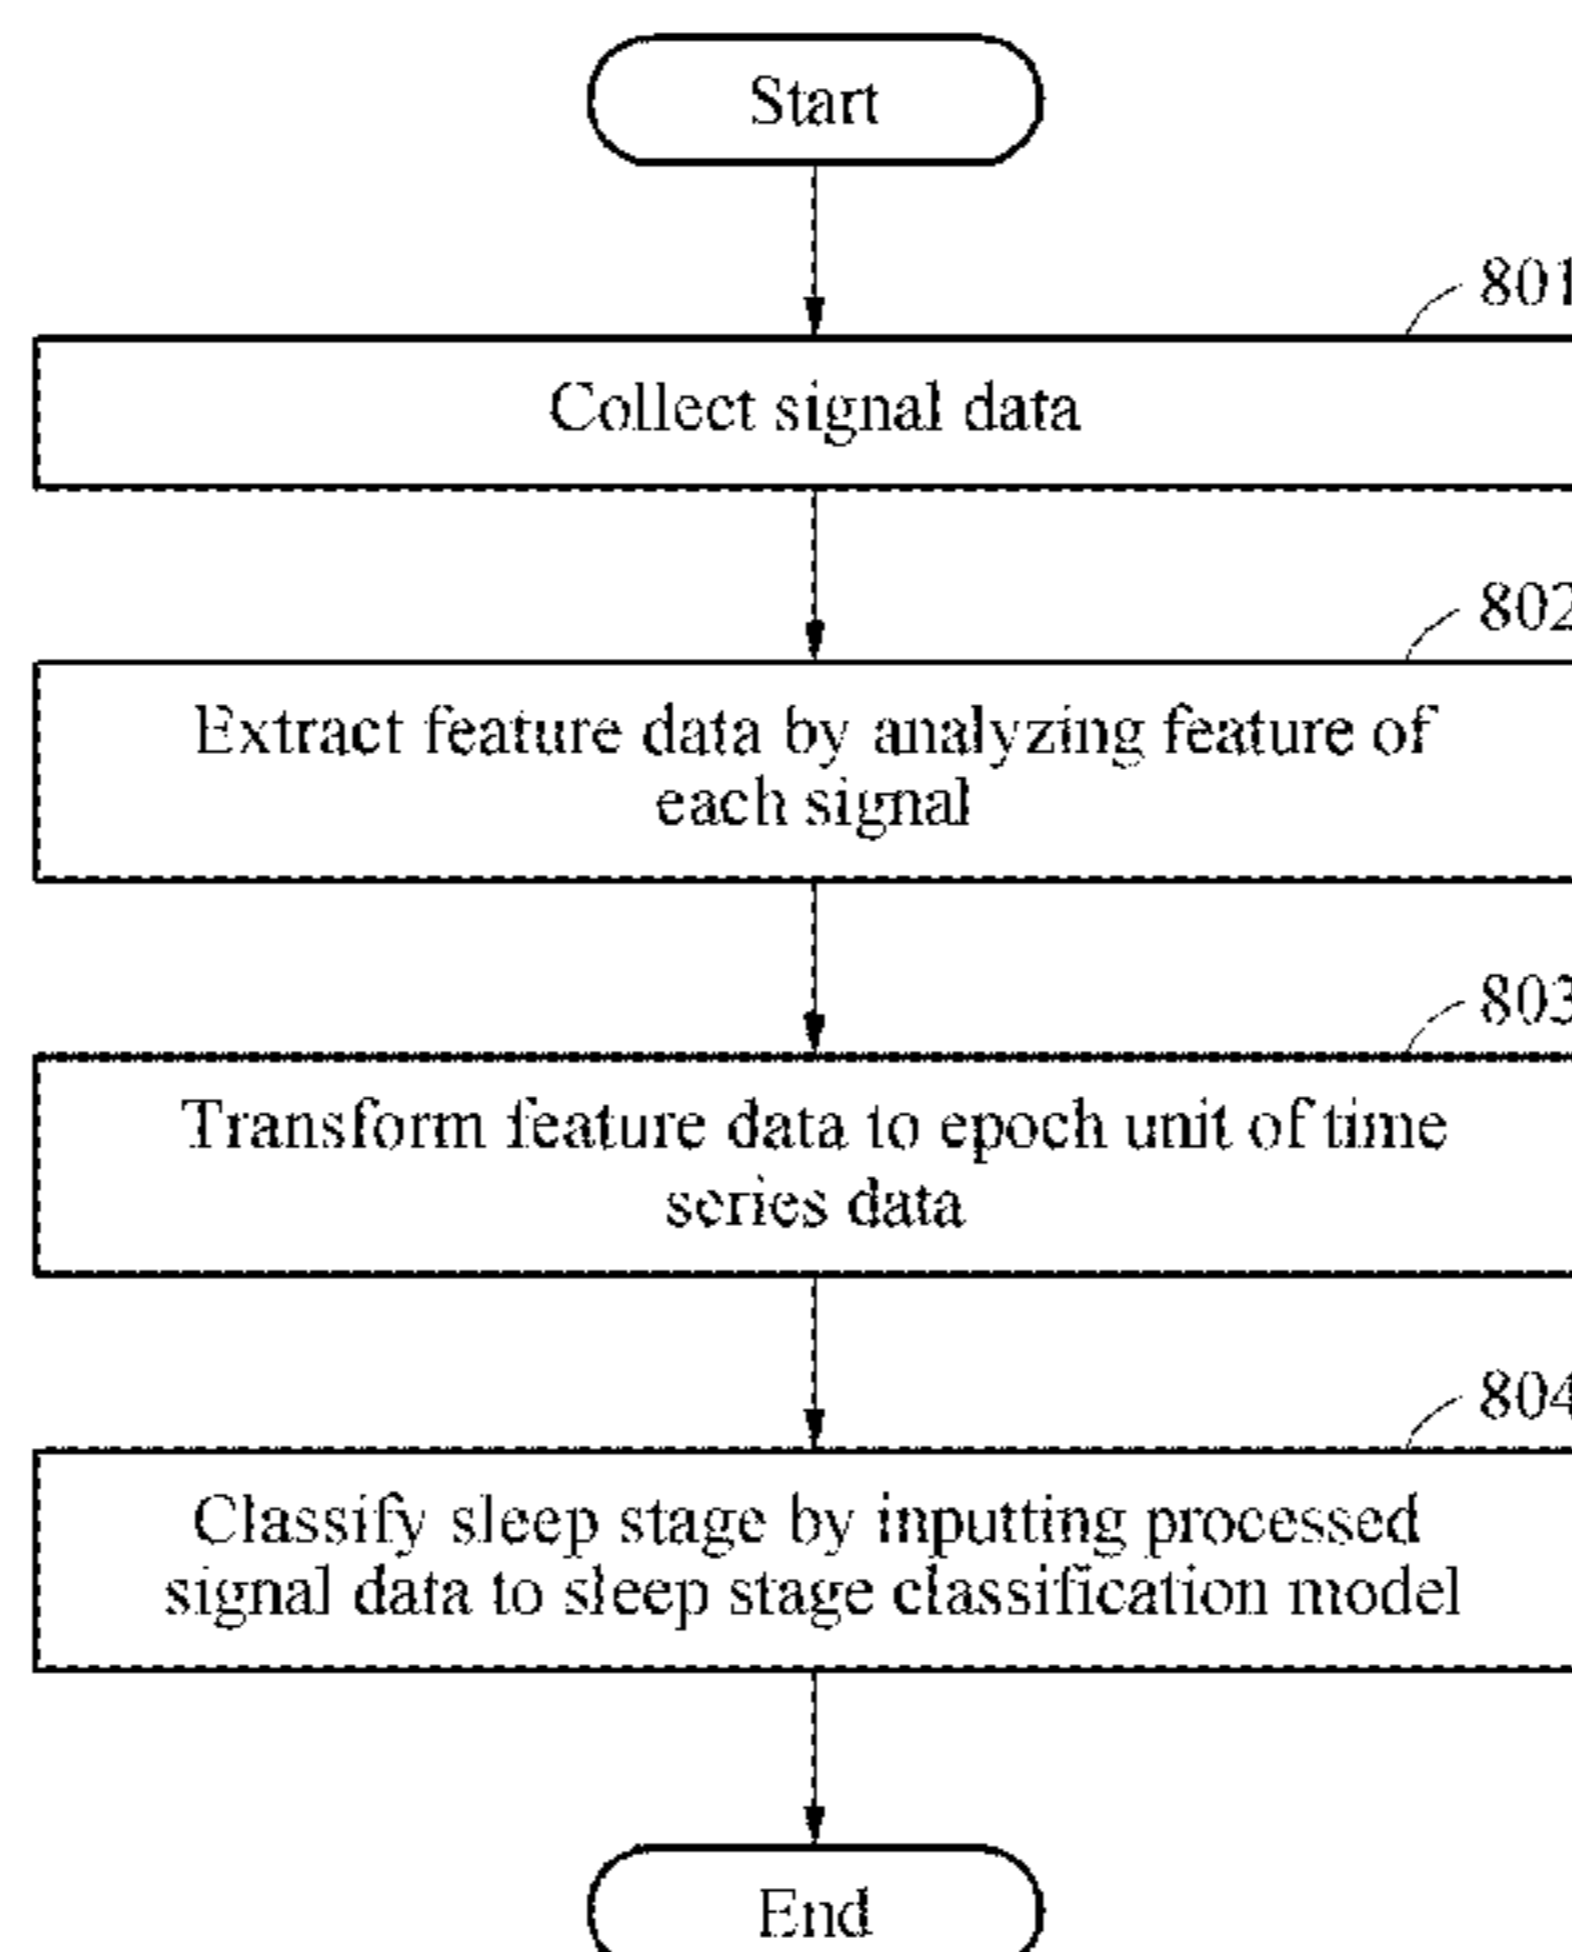 Start
801
Collect signal data
802
Extract feature data by analyzing feature of
each signal
803
Transform feature data to epoch unit of time
series data
804
Classify sleep stage by inputting processed
signal data to sleep stage classification model
End